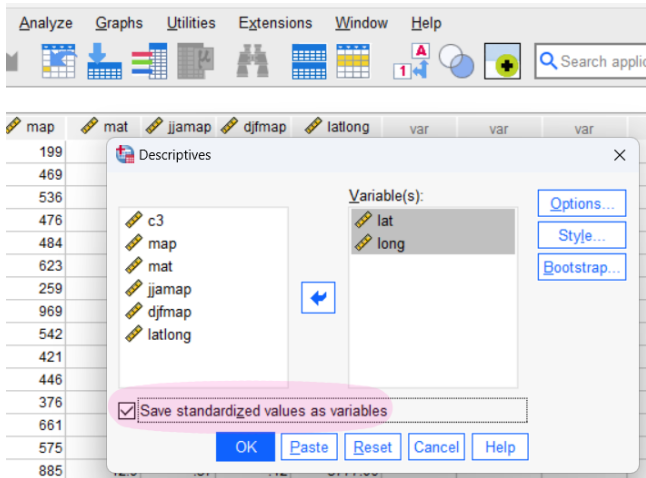 Analyze Graphs Utilities Extensions Window Help
A
1
Search applic
map mat jjamap djfmap latlong var var var
199
Descriptives
469
Variable(s):
536
Options...
c3
lat
476
map
long
Style...
484
mat
623
jjamap
Bootstrap...
259
djfmap
969
latlong
542
421
446
376
Save standardized values as variables
661
OK Paste Reset Cancel Help
575
885